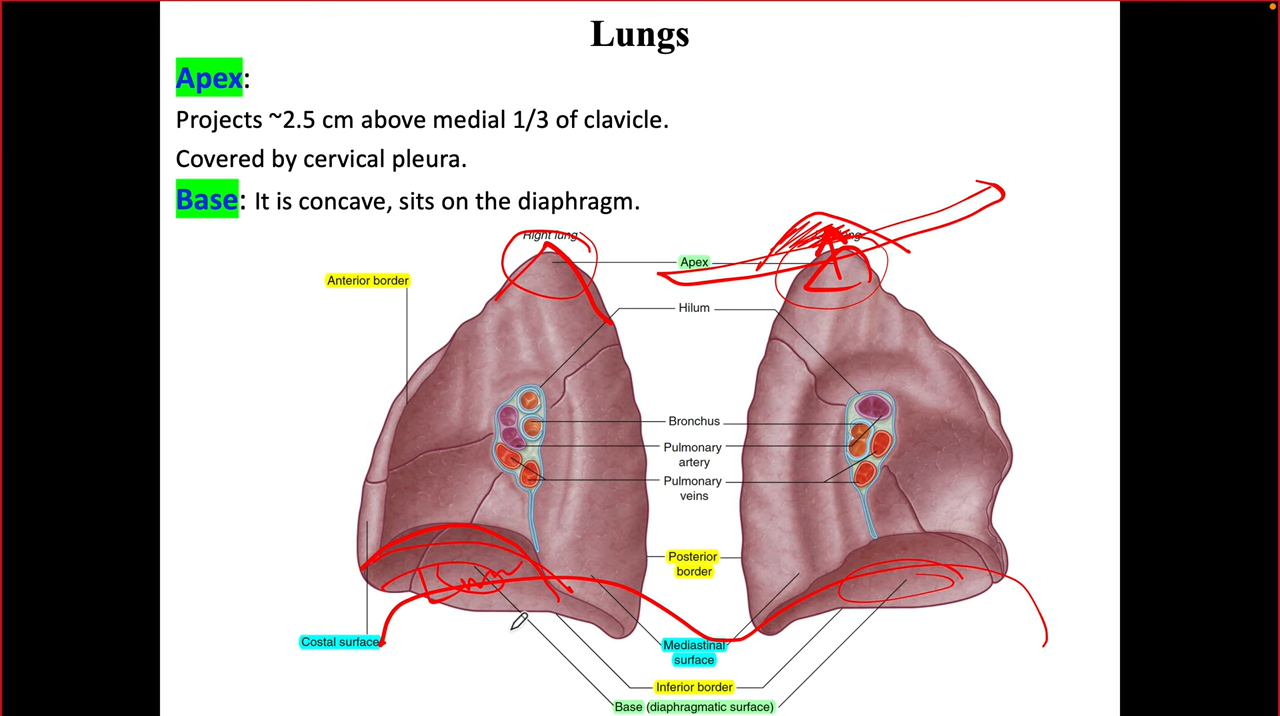 Lungs
Apex:
Projects ~2.5 cm above medial 1/3 of clavicle.
Covered by cervical pleura.
Base: It is concave, sits on the diaphragm.
Right lung
Apex
Anterior border
Hilum
Bronchus
Pulmonary
artery
Pulmonary
veins
Posterior
border
Costal surface
Mediastinal
surface
Inferior border
Base (diaphragmatic surface)